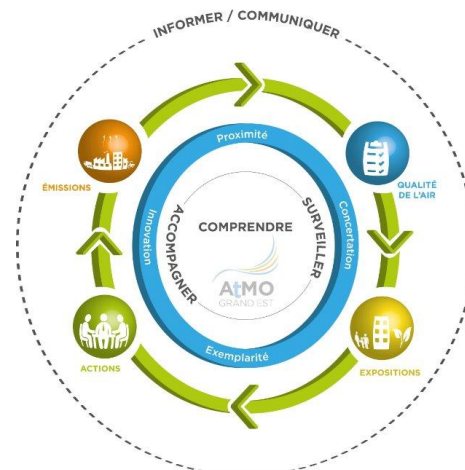 INFORMER / COMMUNIQUER
ÉMISSIONS
QUALITÉ
DE L'AIR
Proximité
Innovation
Concertation
Exemplarité
ACCOMPAGNER
COMPRENDRE
SURVEILLER
AtMO
GRAND EST
ACTIONS
EXPOSITIONS